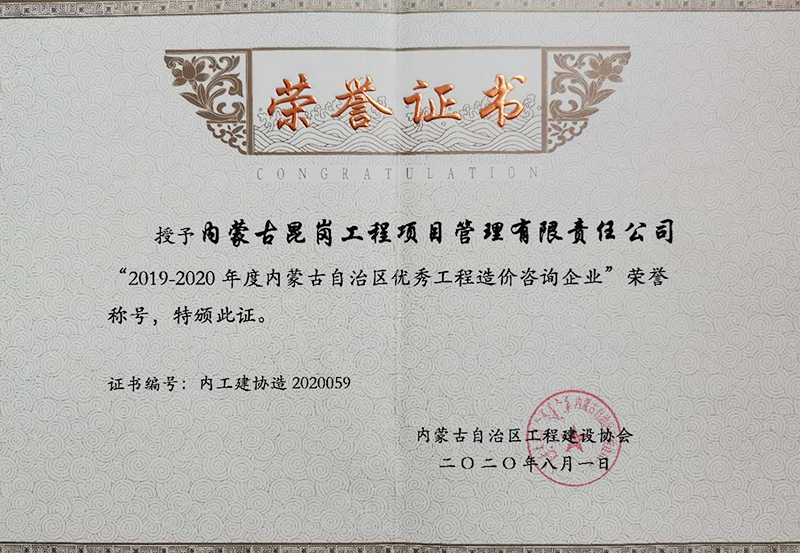 荣誉证书
CONGRATULATION
授予内蒙古昆岗工程项目管理有限责任公司
“2019-2020 年度内蒙古自治区优秀工程造价咨询企业”荣誉
称号，特颁此证。
证书编号：内工建协造 2020059
内蒙古自治区工程建设协会
二〇二〇年八月一日